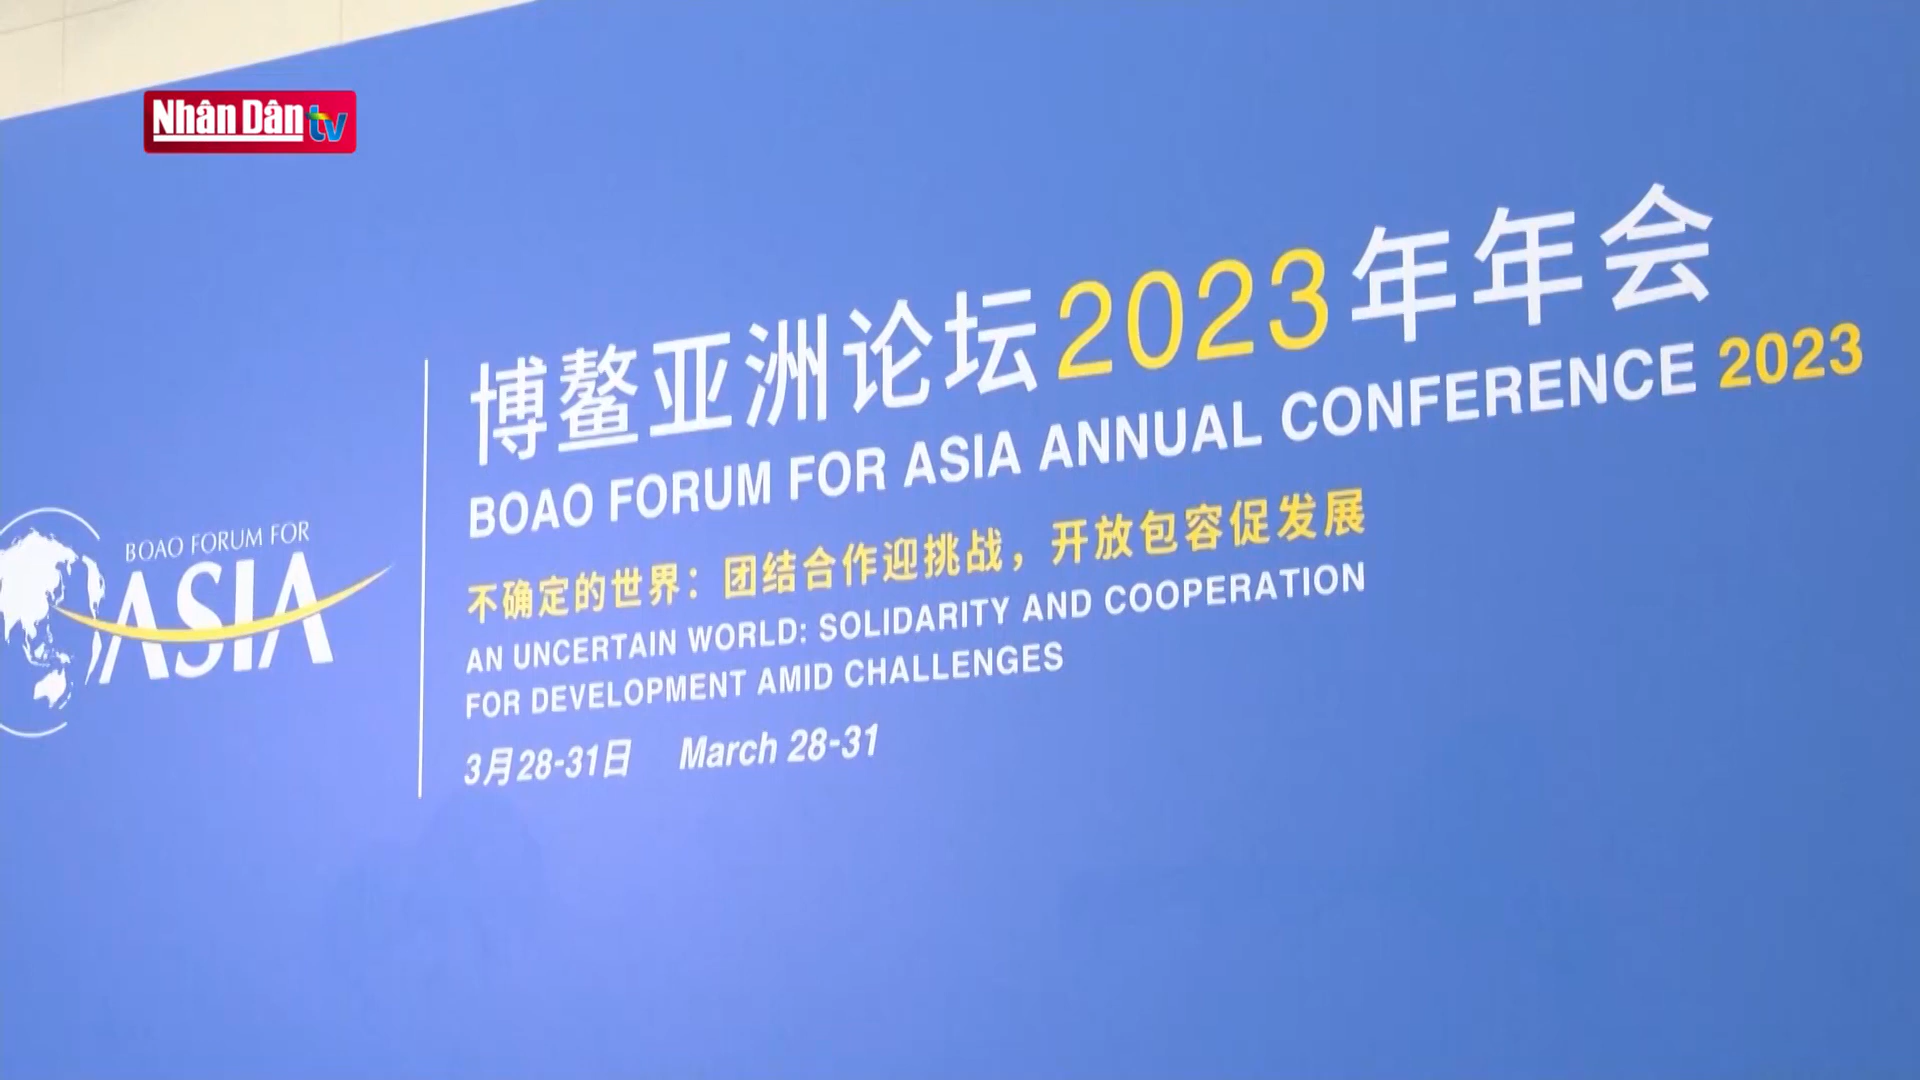 Nhân Dân tv
博鳌亚洲论坛2023年年会
BOAO FORUM FOR ASIA ANNUAL CONFERENCE 2023
BOAO FORUM FOR
ASIA
不确定的世界：团结合作迎挑战，开放包容促发展
AN UNCERTAIN WORLD: SOLIDARITY AND COOPERATION
FOR DEVELOPMENT AMID CHALLENGES
3月28-31日 March 28-31